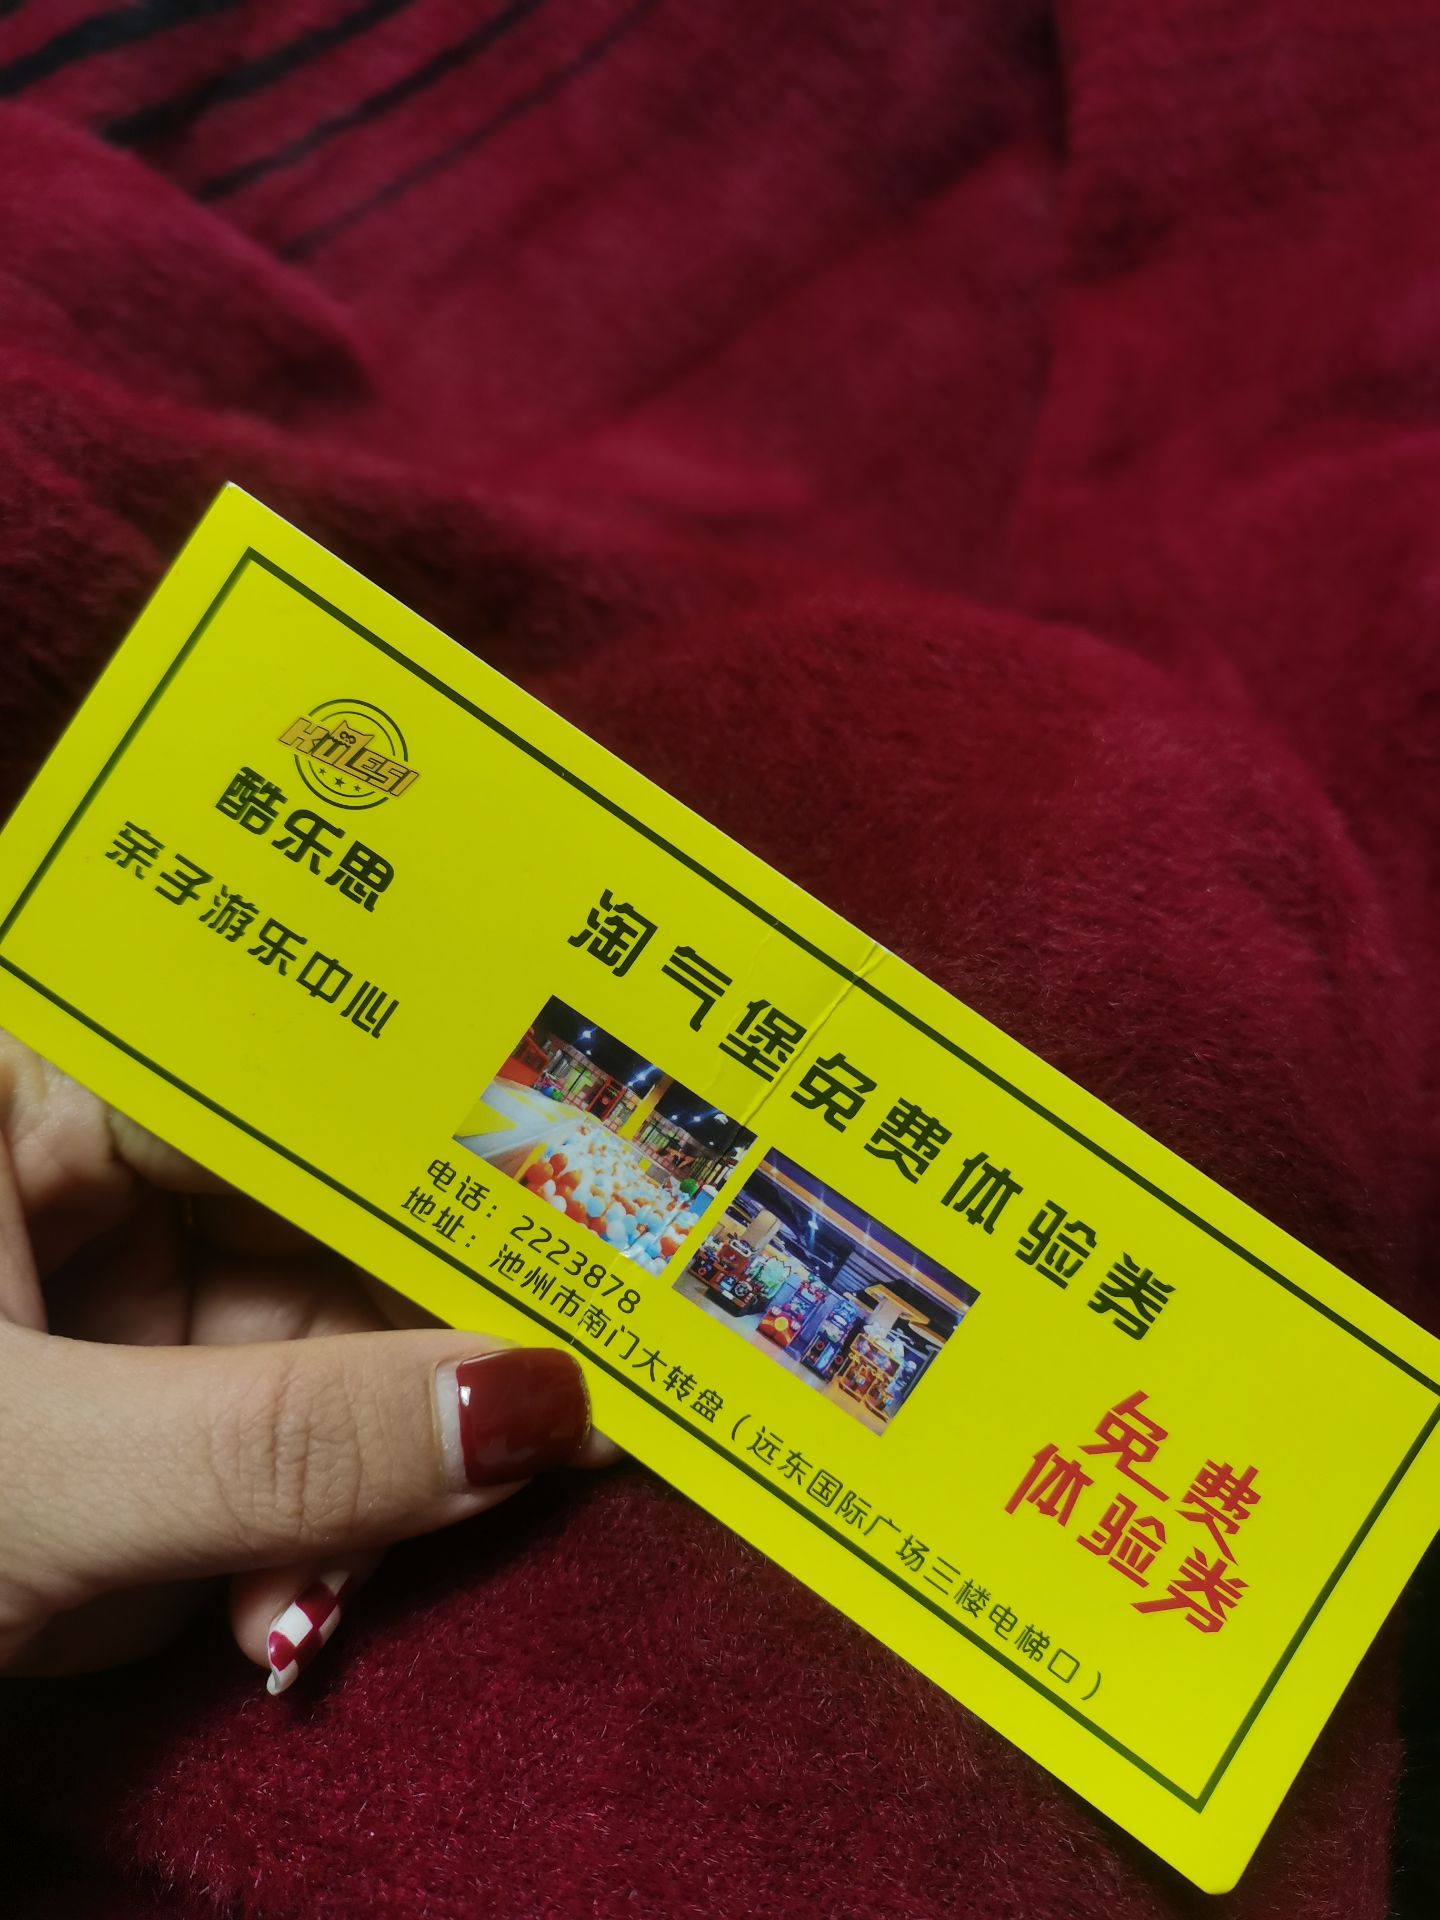 KULESI
酷乐思
亲子游乐中心
淘气堡免费体验券
电话：2223878
地址：池州市南门大转盘（远东国际广场三楼电梯口）
免费
体验券